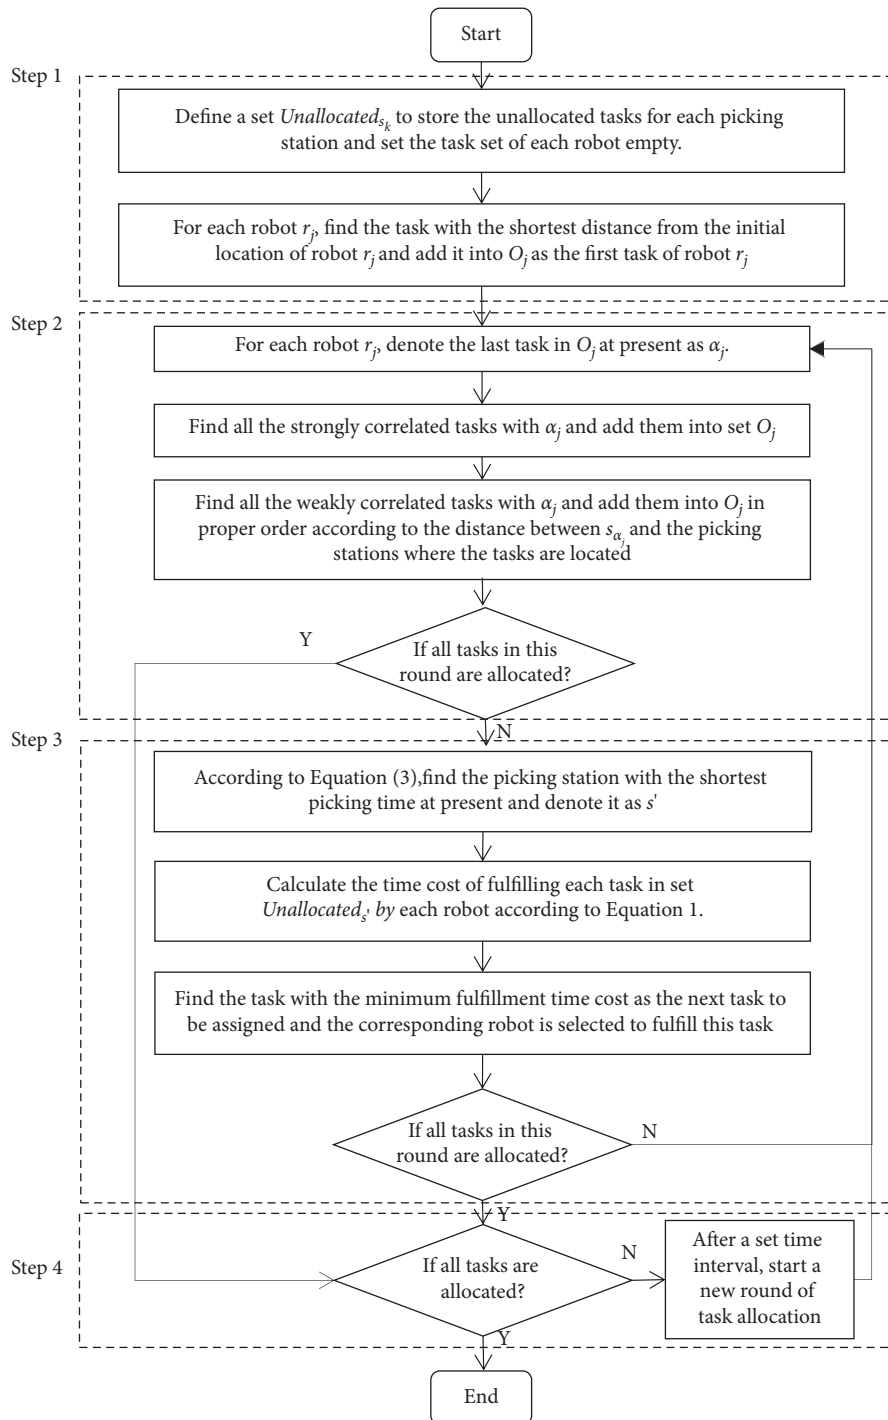 Start
Step 1
Define a set Unallocated_{s_k} to store the unallocated tasks for each picking
station and set the task set of each robot empty.
For each robot r_j, find the task with the shortest distance from the initial
location of robot r_j and add it into O_j as the first task of robot r_j
Step 2
For each robot r_j, denote the last task in O_j at present as α_j.
Find all the strongly correlated tasks with α_j and add them into set O_j
Find all the weakly correlated tasks with α_j and add them into O_j in
proper order according to the distance between s_{α_j} and the picking
stations where the tasks are located
Y
If all tasks in this
round are allocated?
N
Step 3
According to Equation (3),find the picking station with the shortest
picking time at present and denote it as s'
Calculate the time cost of fulfilling each task in set
Unallocated_{s'} by each robot according to Equation 1.
Find the task with the minimum fulfillment time cost as the next task to
be assigned and the corresponding robot is selected to fulfill this task
If all tasks in this
round are allocated?
N
Y
Step 4
If all tasks are
allocated?
N
After a set time
interval, start a
new round of
task allocation
Y
End